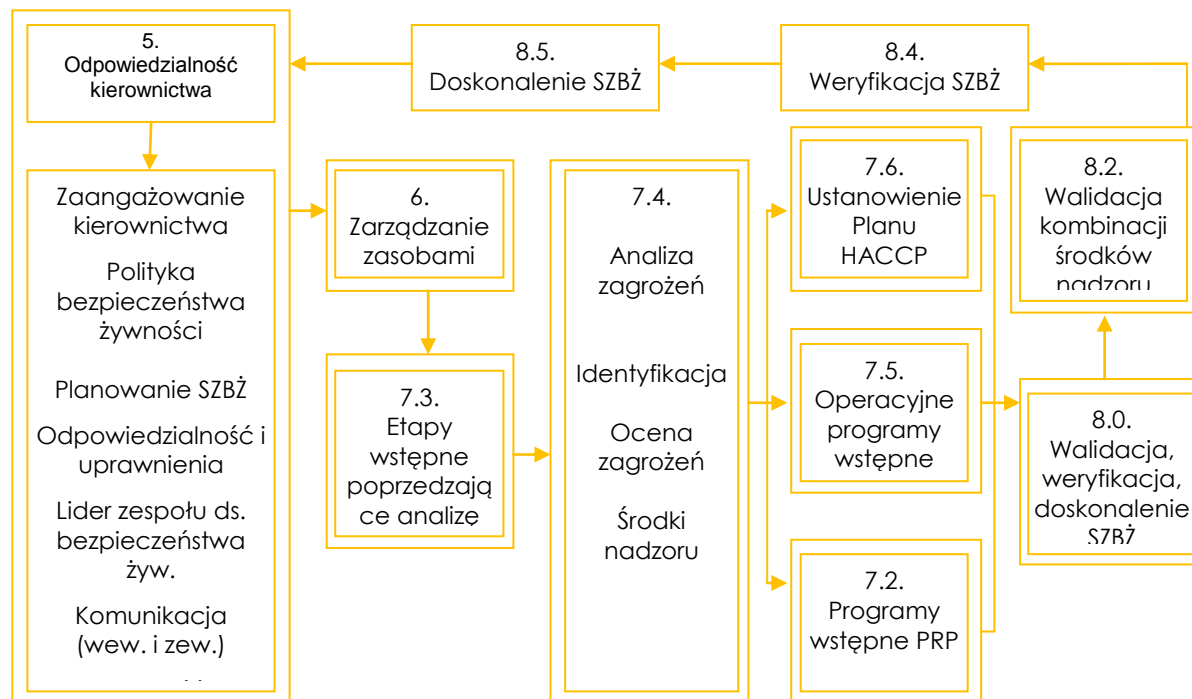 5.
Odpowiedzialność
kierownictwa
8.5.
Doskonalenie SZBŻ
8.4.
Weryfikacja SZBŻ
Zaangażowanie
kierownictwa
Polityka
bezpieczeństwa
żywności
Planowanie SZBŻ
Odpowiedzialność i
uprawnienia
Lider zespołu ds.
bezpieczeństwa
żyw.
Komunikacja
(wew. i zew.)
6.
Zarządzanie
zasobami
7.3.
Etapy
wstępne
poprzedzają
ce analizę
7.4.
Analiza
zagrożeń
Identyfikacja
Ocena
zagrożeń
Środki
nadzoru
7.6.
Ustanowienie
Planu
HACCP
7.5.
Operacyjne
programy
wstępne
7.2.
Programy
wstępne PRP
8.2.
Walidacja
kombinacji
środków
nadzoru
8.0.
Walidacja,
weryfikacja,
doskonalenie
SZBŻ